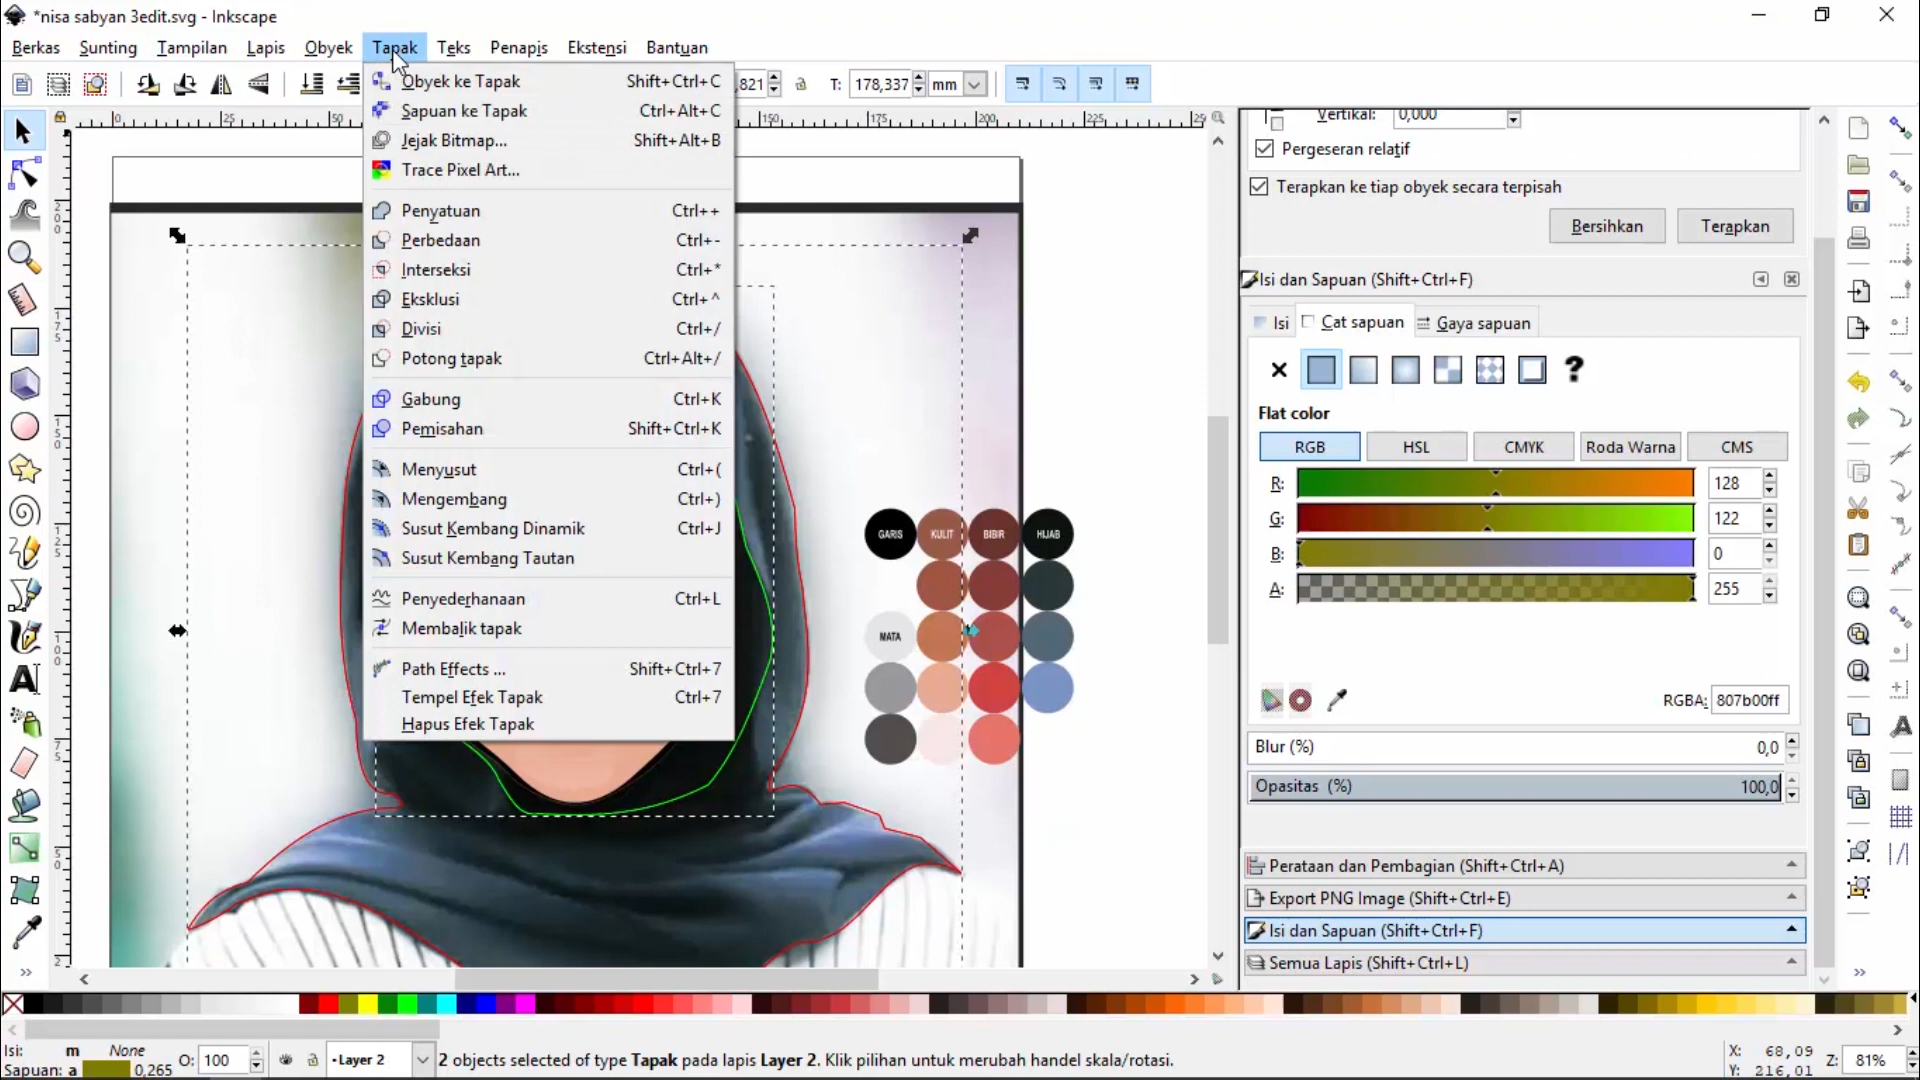 *nisa sabyan 3edit.svg - Inkscape
Berkas Sunting Tampilan Lapis Obyek Tapak Teks Penapis Ekstensi Bantuan
,821 T: 178,337 mm
Obyek ke Tapak Shift+Ctrl+C
Sapuan ke Tapak Ctrl+Alt+C
Jejak Bitmap... Shift+Alt+B
Trace Pixel Art...
Penyatuan Ctrl++
Perbedaan Ctrl+-
Interseksi Ctrl+*
Eksklusi Ctrl+^
Divisi Ctrl+/
Potong tapak Ctrl+Alt+/
Gabung Ctrl+K
Pemisahan Shift+Ctrl+K
Menyusut Ctrl+(
Mengembang Ctrl+)
Susut Kembang Dinamik Ctrl+J
Susut Kembang Tautan
Penyederhanaan Ctrl+L
Membalik tapak
Path Effects ... Shift+Ctrl+7
Tempel Efek Tapak Ctrl+7
Hapus Efek Tapak
0 25 50 150 175 200 225
GARIS KULIT BIBIR HIJAB
MATA
Vertikal: 0,000
Pergeseran relatif
Terapkan ke tiap obyek secara terpisah
Bersihkan Terapkan
Isi dan Sapuan (Shift+Ctrl+F)
Isi Cat sapuan Gaya sapuan
?
Flat color
RGB HSL CMYK Roda Warna CMS
R: 128
G: 122
B: 0
A: 255
RGBA: 807b00ff
Blur (%) 0,0
Opasitas (%) 100,0
Perataan dan Pembagian (Shift+Ctrl+A)
Export PNG Image (Shift+Ctrl+E)
Isi dan Sapuan (Shift+Ctrl+F)
Semua Lapis (Shift+Ctrl+L)
Isi: m None
Sapuan: a 0,265
O: 100
•Layer 2
2 objects selected of type Tapak pada lapis Layer 2. Klik pilihan untuk merubah handel skala/rotasi.
X: 68,09
Y: 216,01
Z: 81%